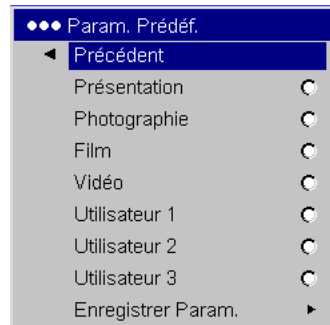 Param. Prédéf.
Précédent
Présentation
Photographie
Film
Vidéo
Utilisateur 1
Utilisateur 2
Utilisateur 3
Enregistrer Param.